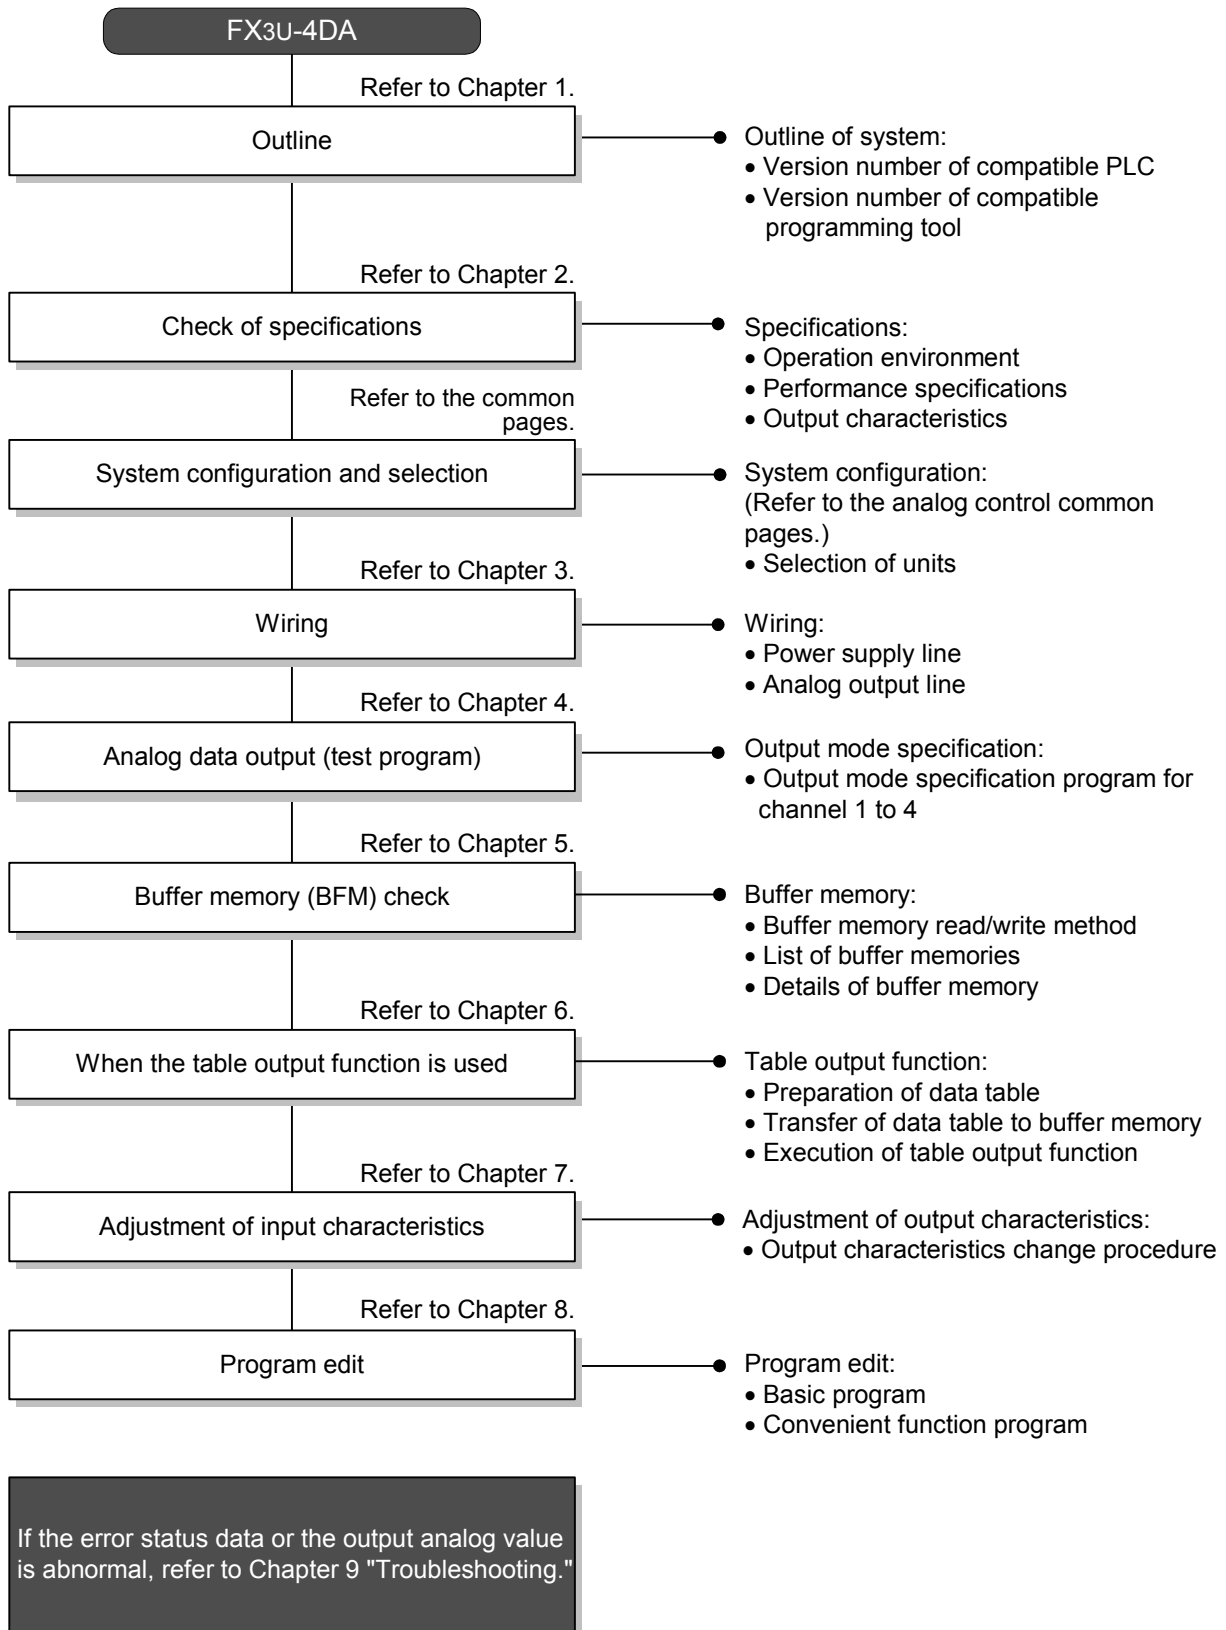 FX3U-4DA
Refer to Chapter 1.
Outline
Outline of system:
• Version number of compatible PLC
• Version number of compatible
programming tool
Refer to Chapter 2.
Check of specifications
Specifications:
• Operation environment
• Performance specifications
• Output characteristics
Refer to the common
pages.
System configuration and selection
System configuration:
(Refer to the analog control common
pages.)
• Selection of units
Refer to Chapter 3.
Wiring
Wiring:
• Power supply line
• Analog output line
Refer to Chapter 4.
Analog data output (test program)
Output mode specification:
• Output mode specification program for
channel 1 to 4
Refer to Chapter 5.
Buffer memory (BFM) check
Buffer memory:
• Buffer memory read/write method
• List of buffer memories
• Details of buffer memory
Refer to Chapter 6.
When the table output function is used
Table output function:
• Preparation of data table
• Transfer of data table to buffer memory
• Execution of table output function
Refer to Chapter 7.
Adjustment of input characteristics
Adjustment of output characteristics:
• Output characteristics change procedure
Refer to Chapter 8.
Program edit
Program edit:
• Basic program
• Convenient function program
If the error status data or the output analog value
is abnormal, refer to Chapter 9 "Troubleshooting."